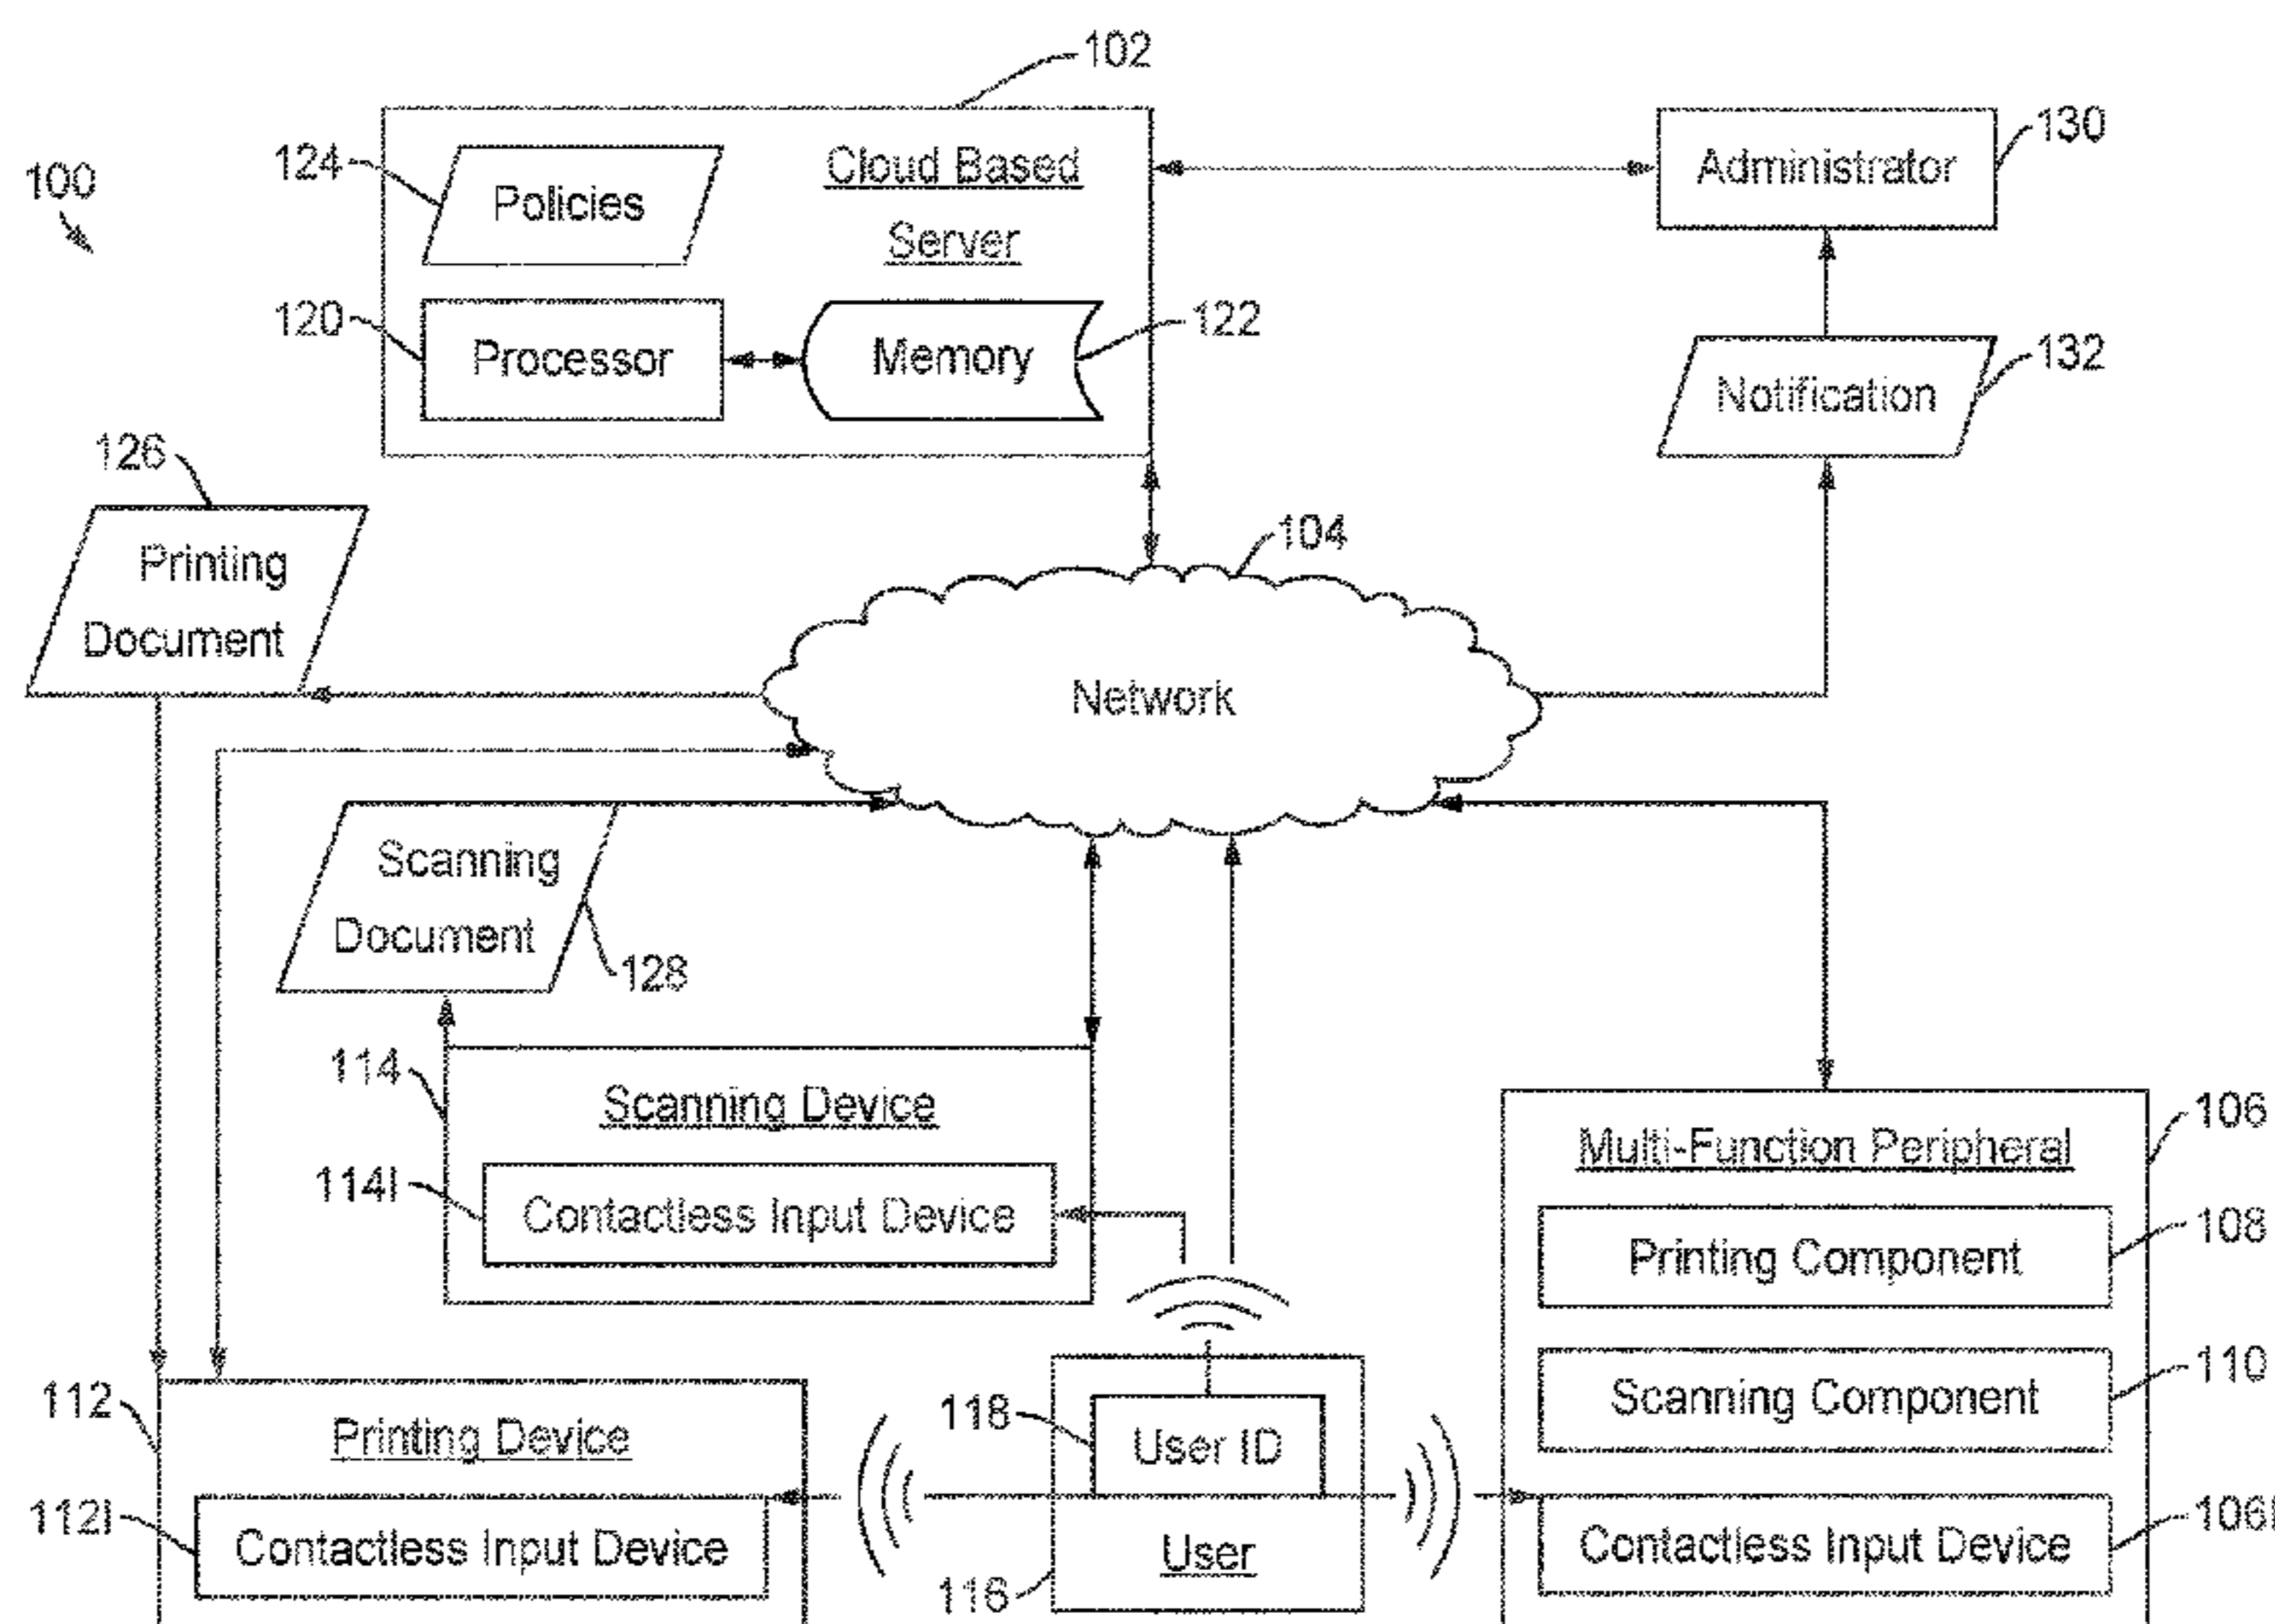 102
130
124
Cloud Based
Administrator
100
Policies
Server
120
Processor
Memory
122
132
Notification
126
104
Printing
Document
Network
Scanning
Document
128
114
Scanning Device
106
Multi-Function Peripheral
114I
Contactless Input Device
108
Printing Component
110
112
118
Scanning Component
Printing Device
User ID
112I
106I
Contactless Input Device
User
Contactless Input Device
116